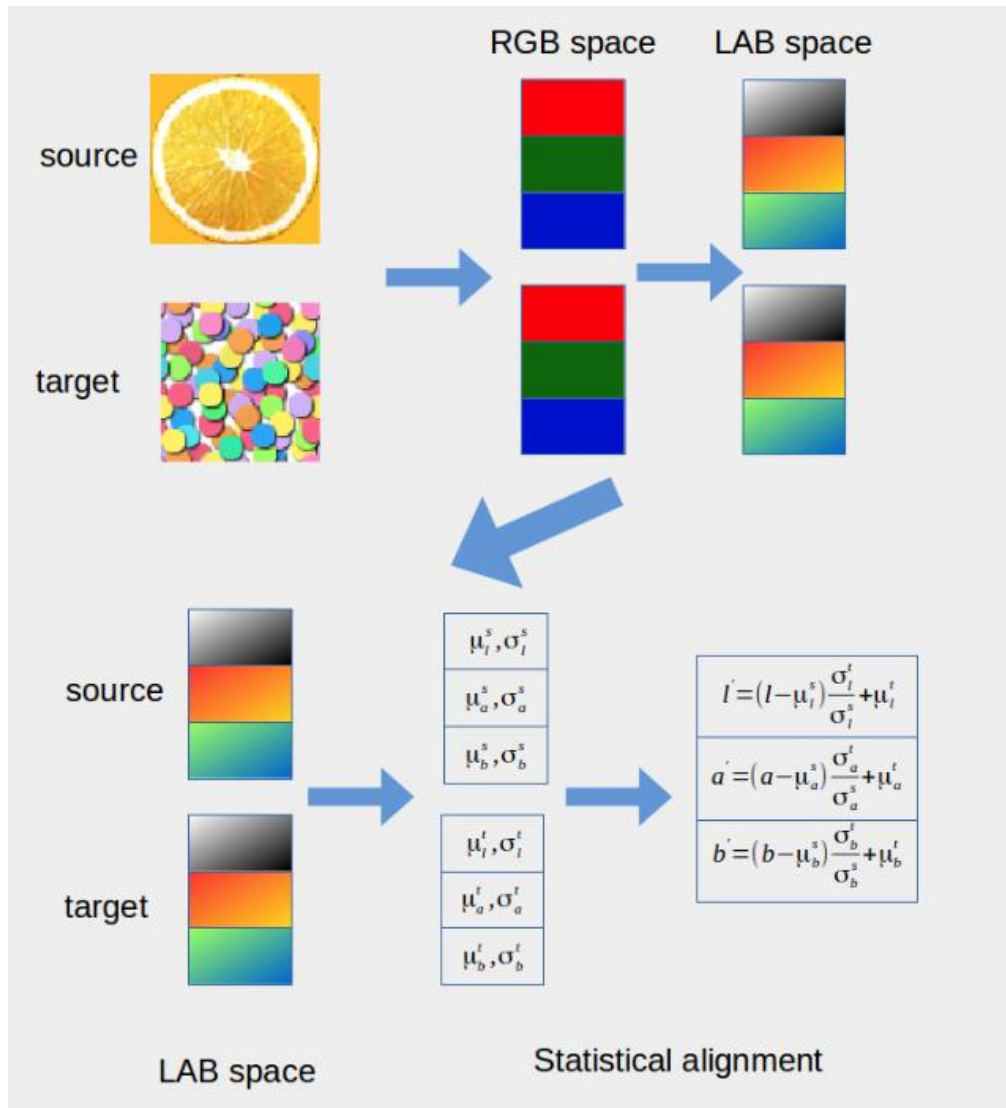 RGB space
LAB space
source
target
source
μ_l^s,σ_l^s
μ_a^s,σ_a^s
μ_b^s,σ_b^s
target
μ_l^t,σ_l^t
μ_a^t,σ_a^t
μ_b^t,σ_b^t
l'=(l-μ_l^s)σ_l^t/σ_l^s+μ_l^t
a'=(a-μ_a^s)σ_a^t/σ_a^s+μ_a^t
b'=(b-μ_b^s)σ_b^t/σ_b^s+μ_b^t
LAB space
Statistical alignment